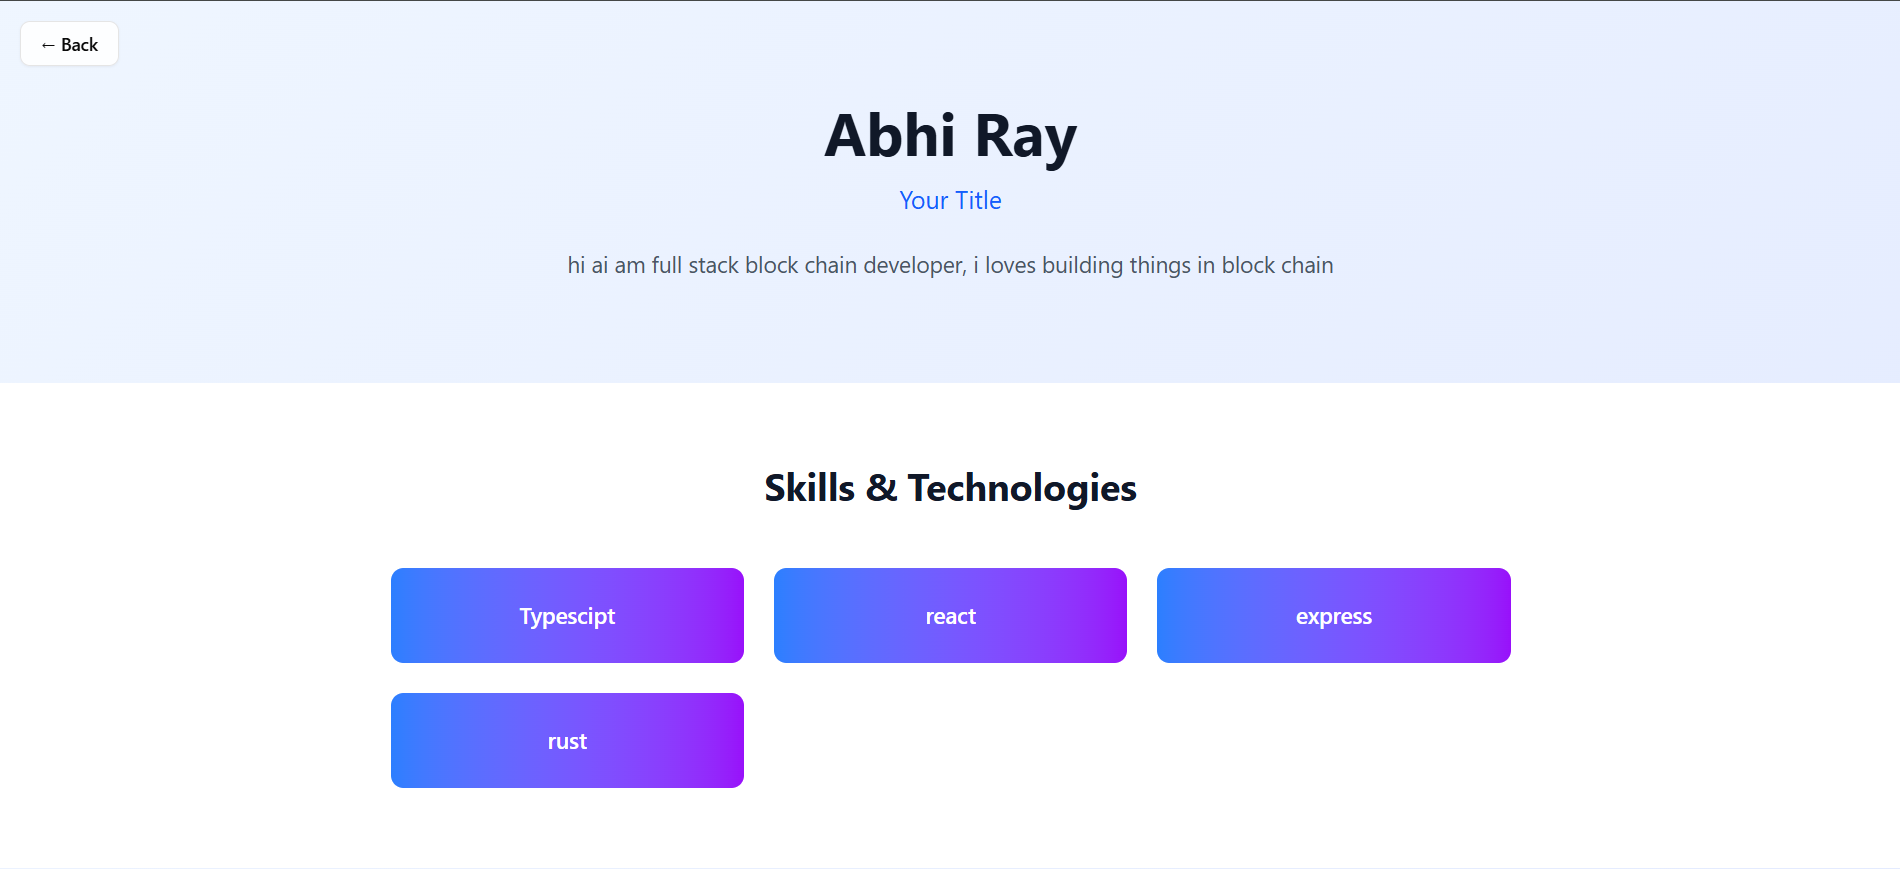 ← Back
Abhi Ray
Your Title
hi ai am full stack block chain developer, i loves building things in block chain
Skills & Technologies
Typescipt
react
express
rust